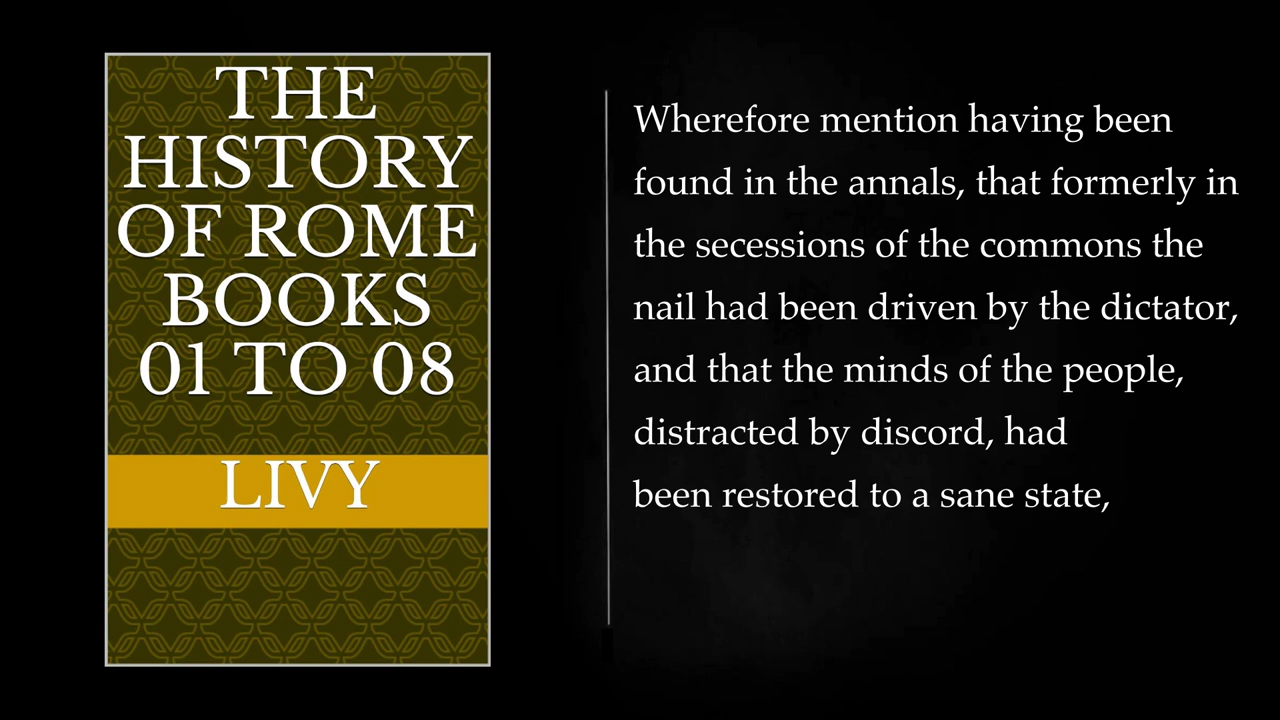 THE
HISTORY
OF ROME
BOOKS
01 TO 08
LIVY
Wherefore mention having been
found in the annals, that formerly in
the secessions of the commons the
nail had been driven by the dictator,
and that the minds of the people,
distracted by discord, had
been restored to a sane state,